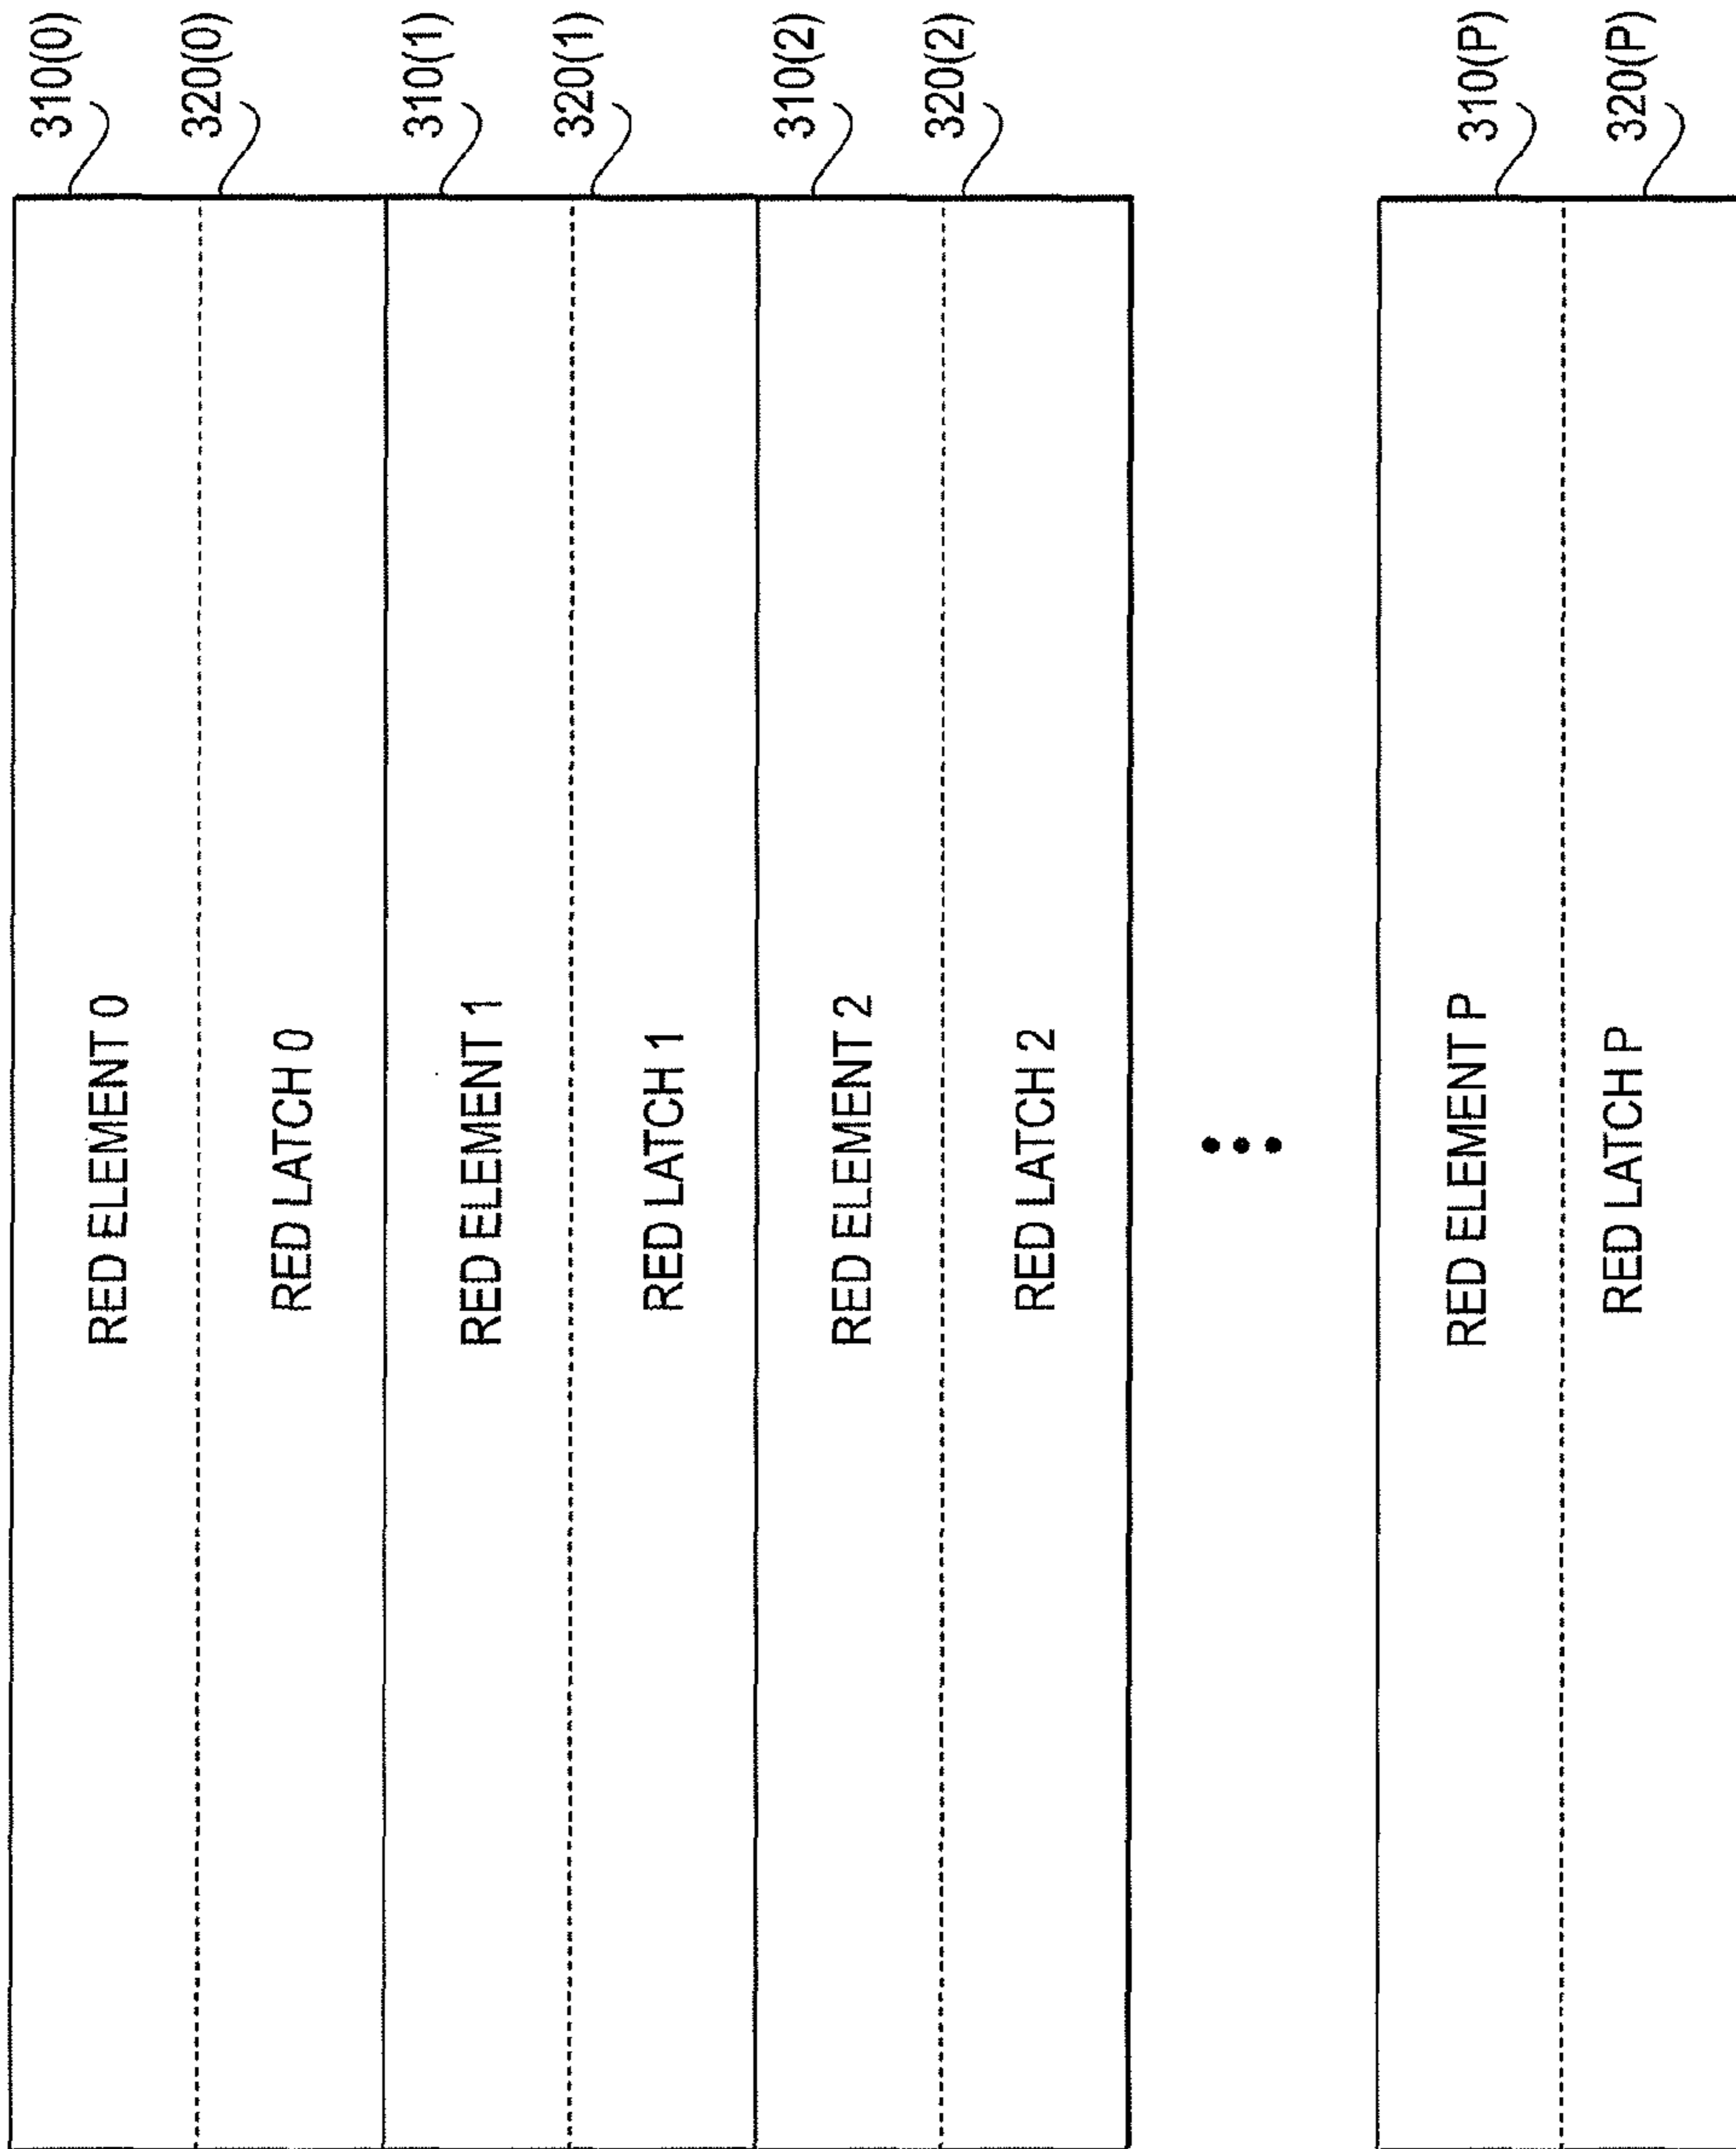 RED ELEMENT 0
310(0)
RED LATCH 0
320(0)
RED ELEMENT 1
310(1)
RED LATCH 1
320(1)
RED ELEMENT 2
310(2)
RED LATCH 2
320(2)
RED ELEMENT P
310(P)
RED LATCH P
320(P)